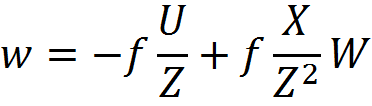 w = −f U/Z + f X/Z² W